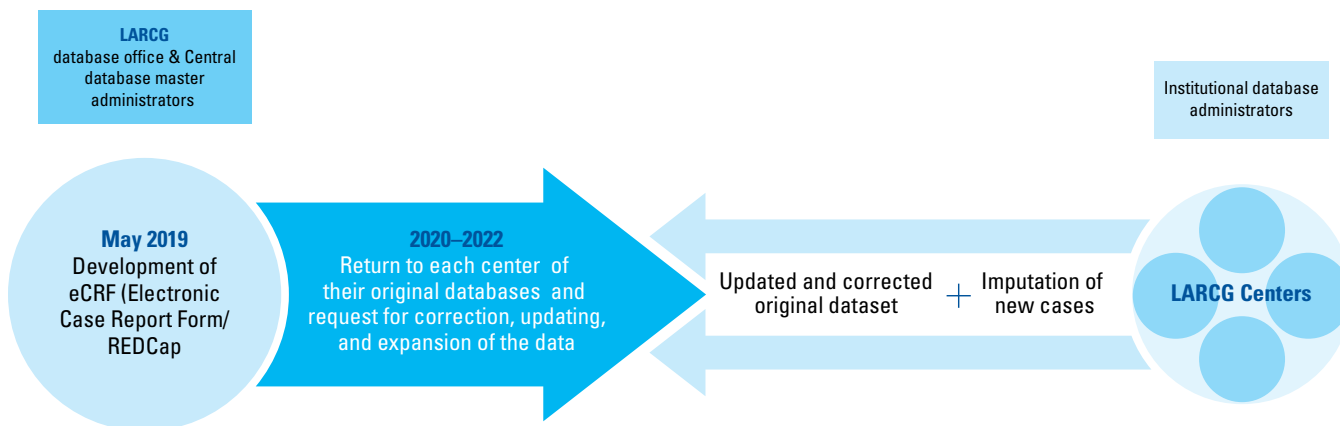 LARCG
database office & Central
database master
administrators
Institutional database
administrators
May 2019
Development of
eCRF (Electronic
Case Report Form/
REDCap
2020–2022
Return to each center of
their original databases and
request for correction, updating,
and expansion of the data
Updated and corrected
original dataset
+
Imputation of
new cases
LARCG Centers